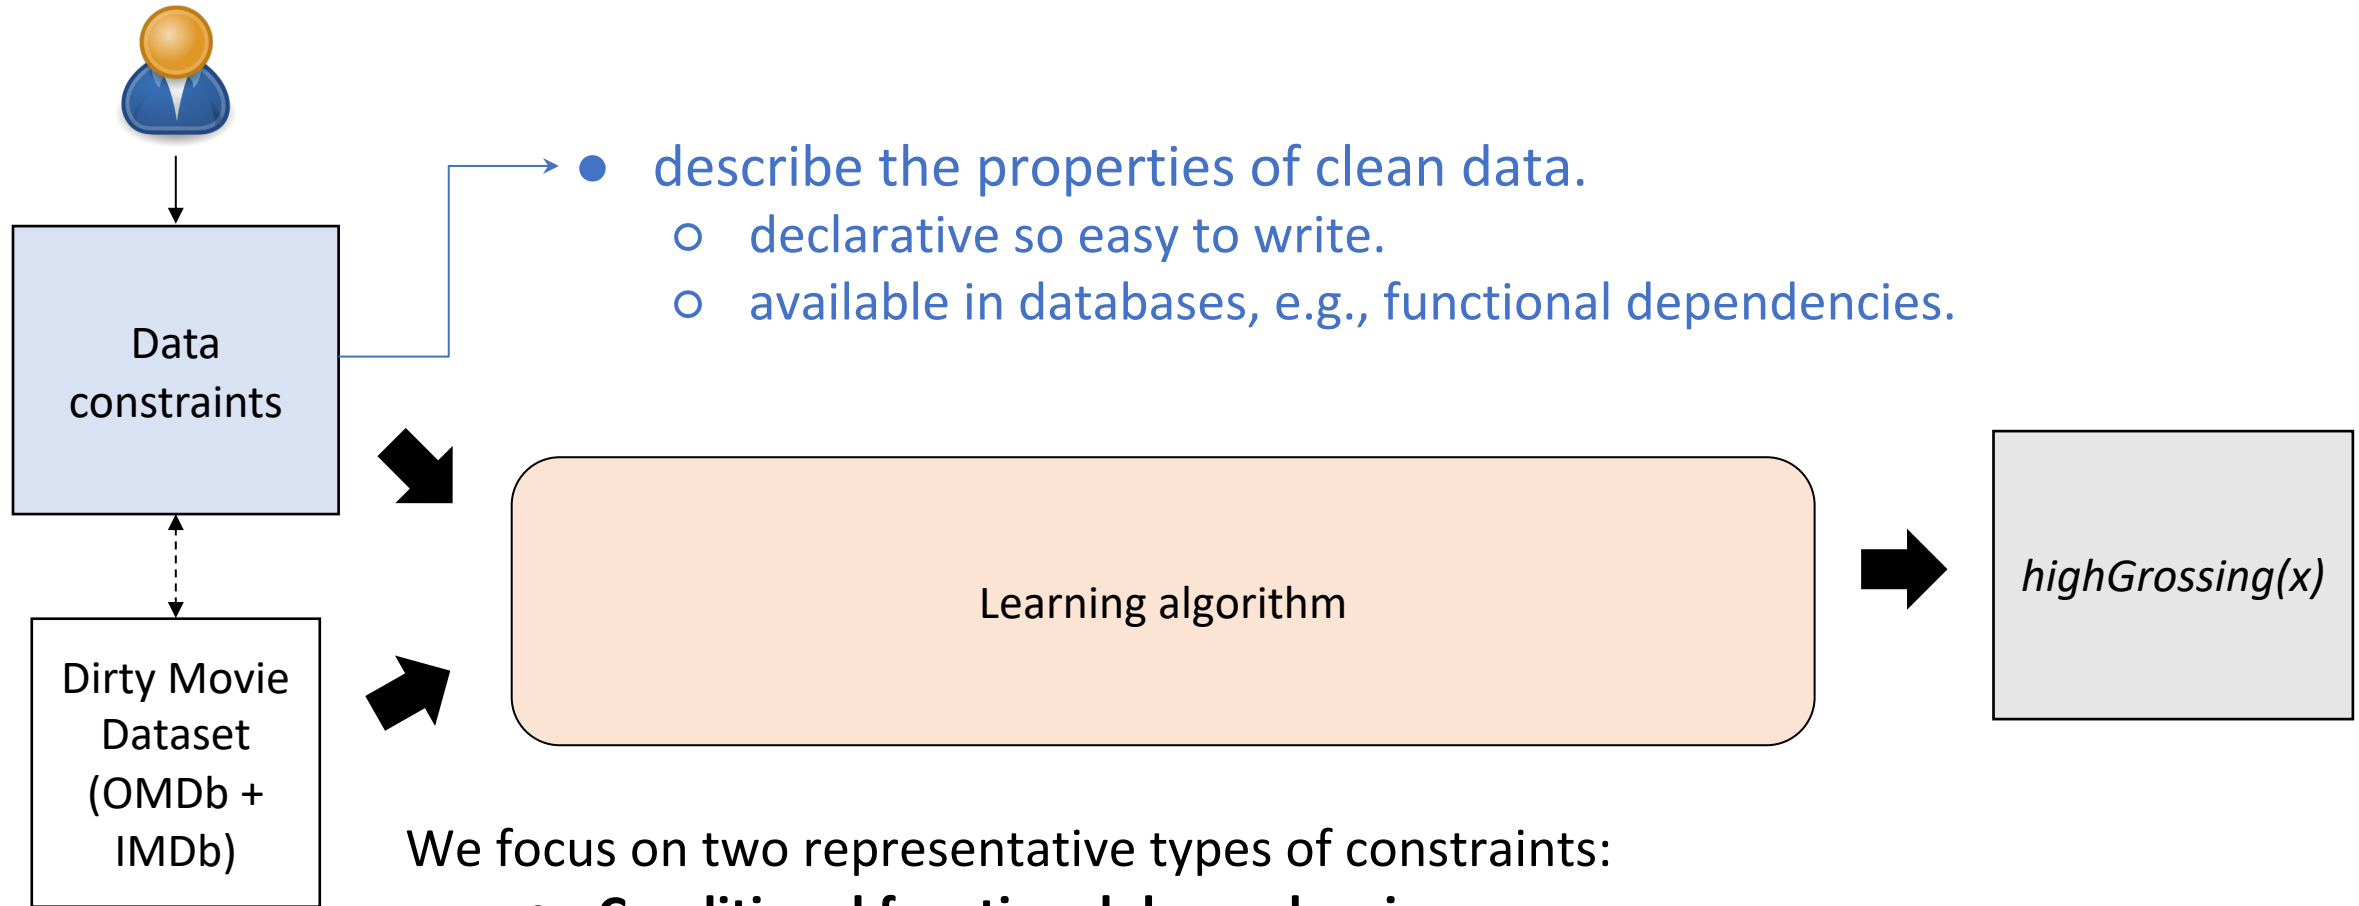 ● describe the properties of clean data.
○ declarative so easy to write.
○ available in databases, e.g., functional dependencies.
Data
constraints
Learning algorithm
highGrossing(x)
Dirty Movie
Dataset
(OMDb +
IMDb)
We focus on two representative types of constraints: